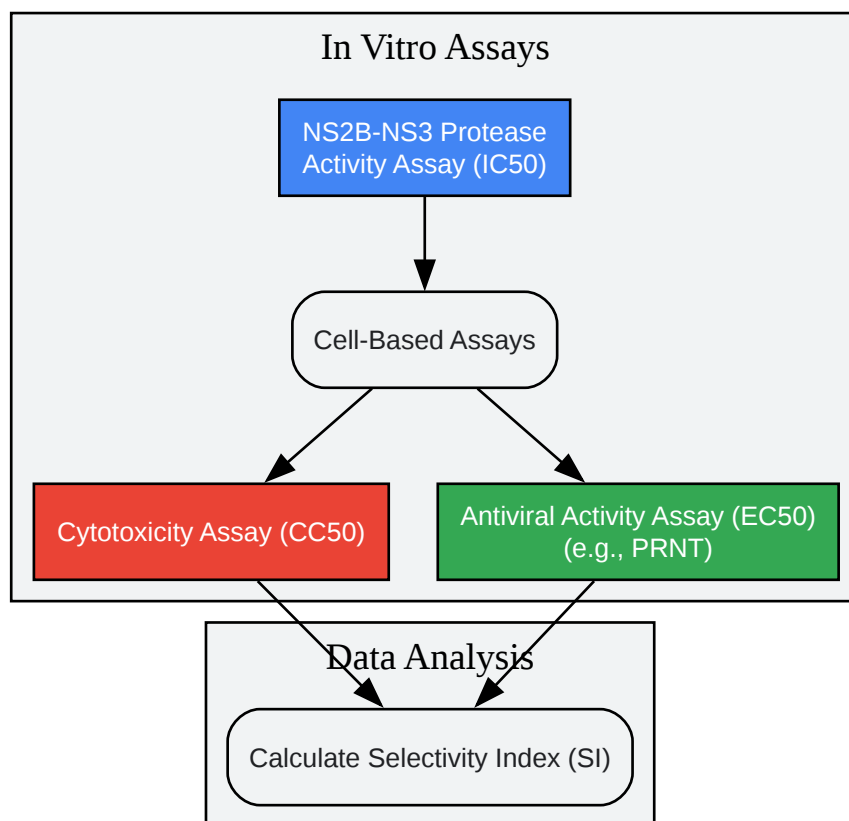 In Vitro Assays
NS2B-NS3 Protease
Activity Assay (IC50)
Cell-Based Assays
Cytotoxicity Assay (CC50)
Antiviral Activity Assay (EC50)
(e.g., PRNT)
Data Analysis
Calculate Selectivity Index (SI)